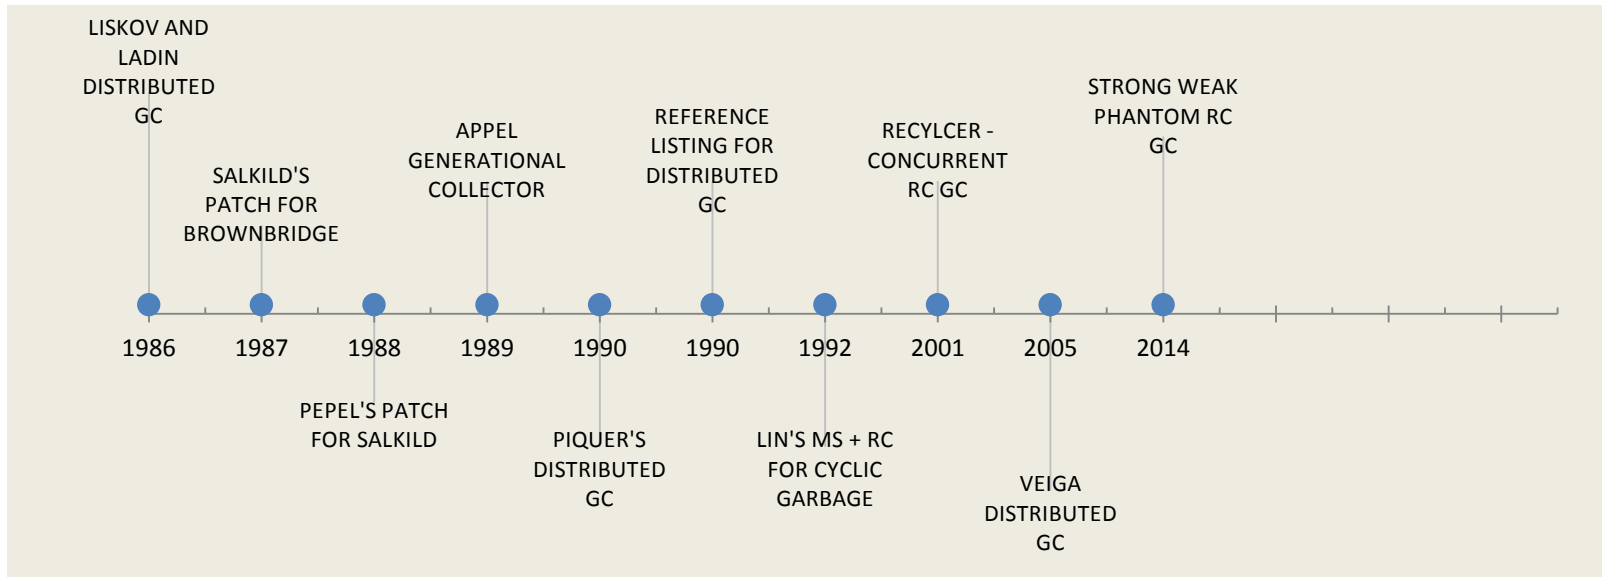 LISKOV AND
LADIN
DISTRIBUTED
GC
SALKILD'S
PATCH FOR
BROWNBRIDGE
APPEL
GENERATIONAL
COLLECTOR
REFERENCE
LISTING FOR
DISTRIBUTED
GC
RECYLCER -
CONCURRENT
RC GC
STRONG WEAK
PHANTOM RC
GC
1986 1987 1988 1989 1990 1990 1992 2001 2005 2014
PEPEL'S PATCH
FOR SALKILD
PIQUER'S
DISTRIBUTED
GC
LIN'S MS + RC
FOR CYCLIC
GARBAGE
VEIGA
DISTRIBUTED
GC